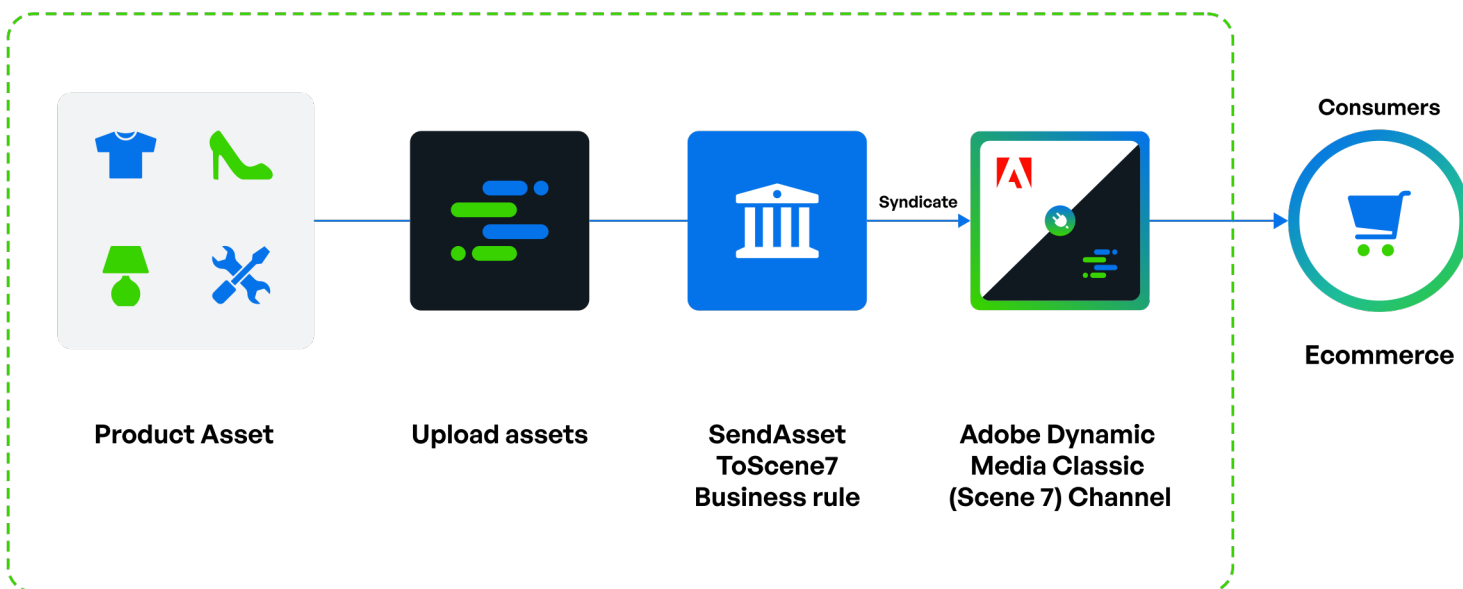 Consumers
Syndicate
Ecommerce
Product Asset
Upload assets
SendAsset
ToScene7
Business rule
Adobe Dynamic
Media Classic
(Scene 7) Channel